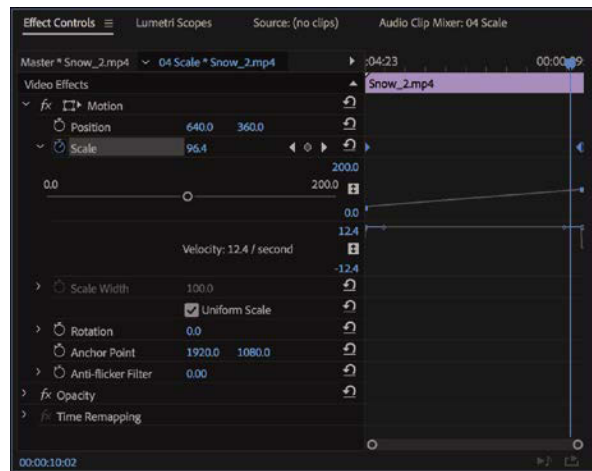 Effect Controls Lumetri Scopes Source: (no clips) Audio Clip Mixer: 04 Scale
Master * Snow_2.mp4 04 Scale * Snow_2.mp4 :04:23
Video Effects Snow_2.mp4
fx Motion
Position 640.0 360.0
Scale 96.4
200.0
0.0 200.0
0.0
12.4
Velocity: 12.4 / second
-12.4
Scale Width 100.0
Uniform Scale
Rotation 0.0
Anchor Point 1920.0 1080.0
Anti-flicker Filter 0.00
fx Opacity
fx Time Remapping
00:00:10:02